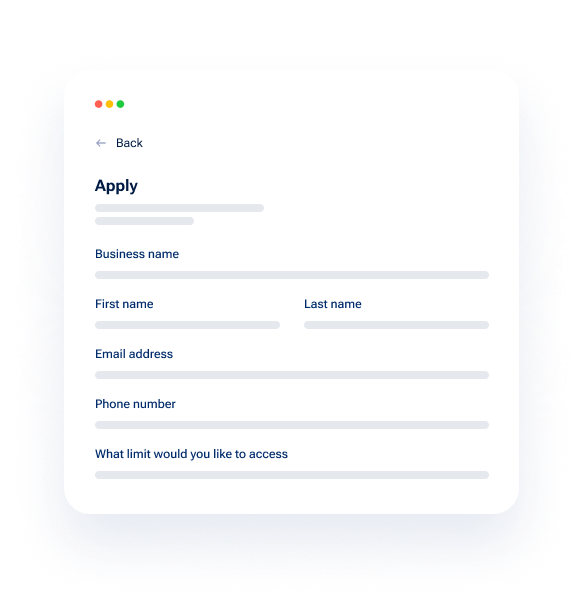 Back
Apply
Business name
First name Last name
Email address
Phone number
What limit would you like to access